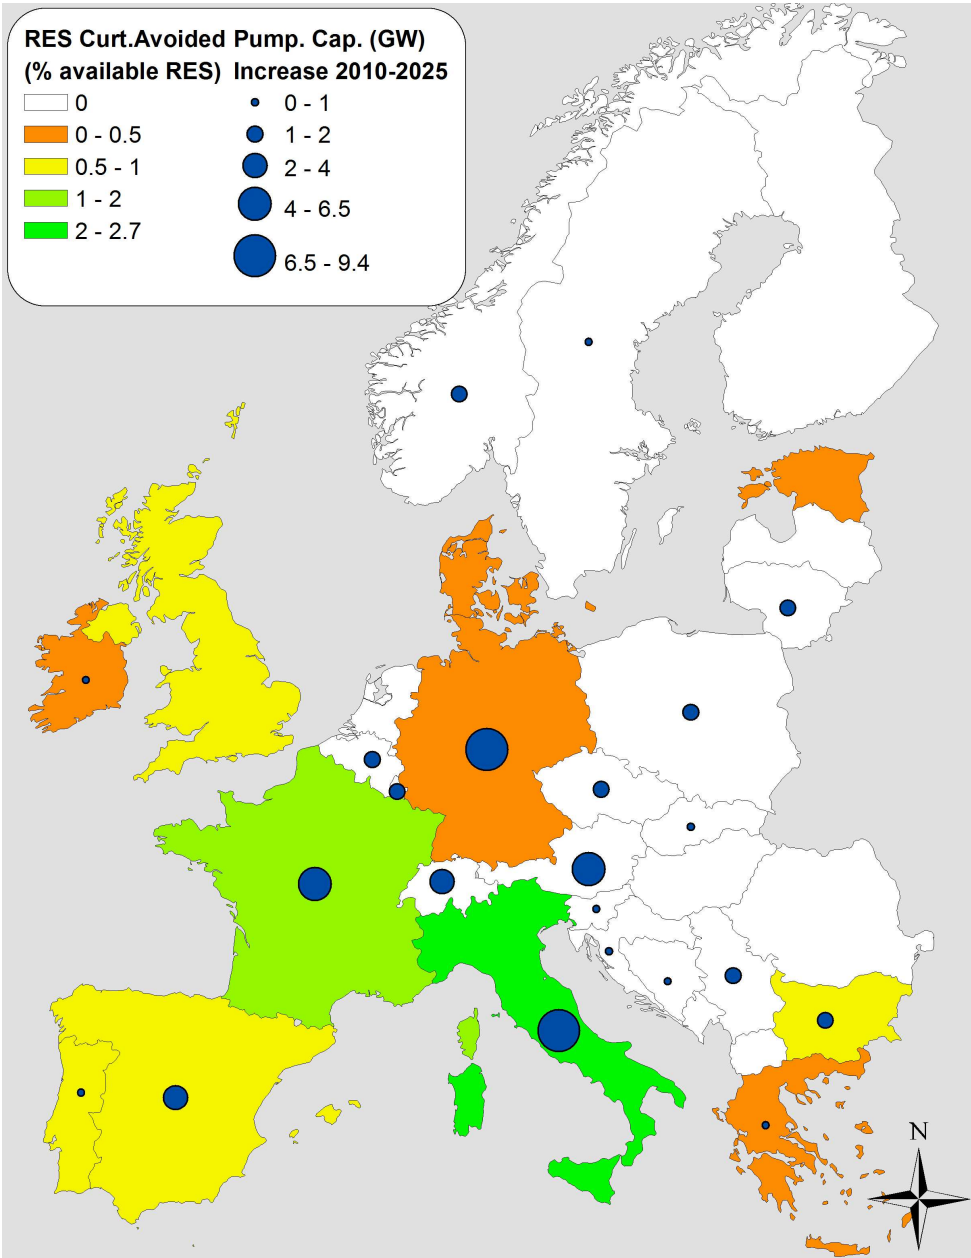 RES Curt.Avoided Pump. Cap. (GW)
(% available RES) Increase 2010-2025
0 0 - 1
0 - 0.5 1 - 2
0.5 - 1 2 - 4
1 - 2 4 - 6.5
2 - 2.7 6.5 - 9.4
N